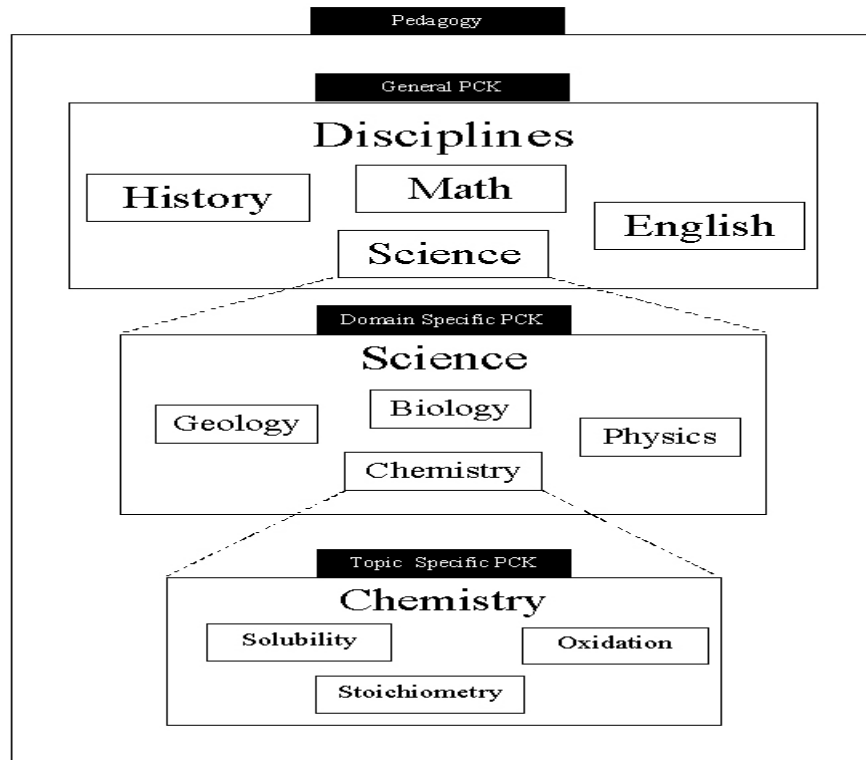 Pedagogy
General PCK
Disciplines
History
Math
English
Science
Domain Specific PCK
Science
Geology
Biology
Physics
Chemistry
Topic Specific PCK
Chemistry
Solubility
Oxidation
Stoichiometry